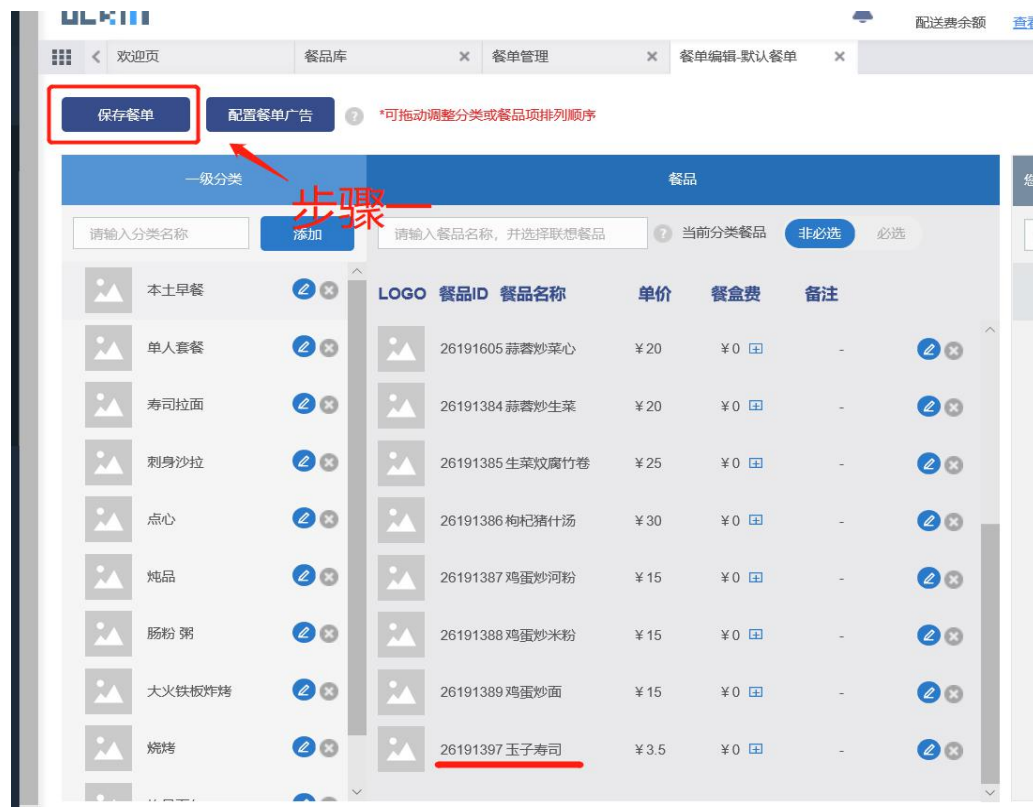 配送费余额 查看
欢迎页 餐品库 餐单管理 餐单编辑-默认餐单
保存餐单 配置餐单广告 ? *可拖动调整分类或餐品项排列顺序
步骤一
一级分类 餐品
请输入分类名称 添加 请输入餐品名称，并选择联想餐品 ? 当前分类餐品 非必选 必选
本土早餐
LOGO 餐品ID 餐品名称 单价 餐盒费 备注
单人套餐 26191605 蒜蓉炒菜心 ¥20 ¥0 -
寿司拉面 26191384 蒜蓉炒生菜 ¥20 ¥0 -
刺身沙拉 26191385 生菜炆腐竹卷 ¥25 ¥0 -
点心 26191386 枸杞猪什汤 ¥30 ¥0 -
炖品 26191387 鸡蛋炒河粉 ¥15 ¥0 -
肠粉 粥 26191388 鸡蛋炒米粉 ¥15 ¥0 -
大火铁板炸烤 26191389 鸡蛋炒面 ¥15 ¥0 -
烧烤 26191397 玉子寿司 ¥3.5 ¥0 -